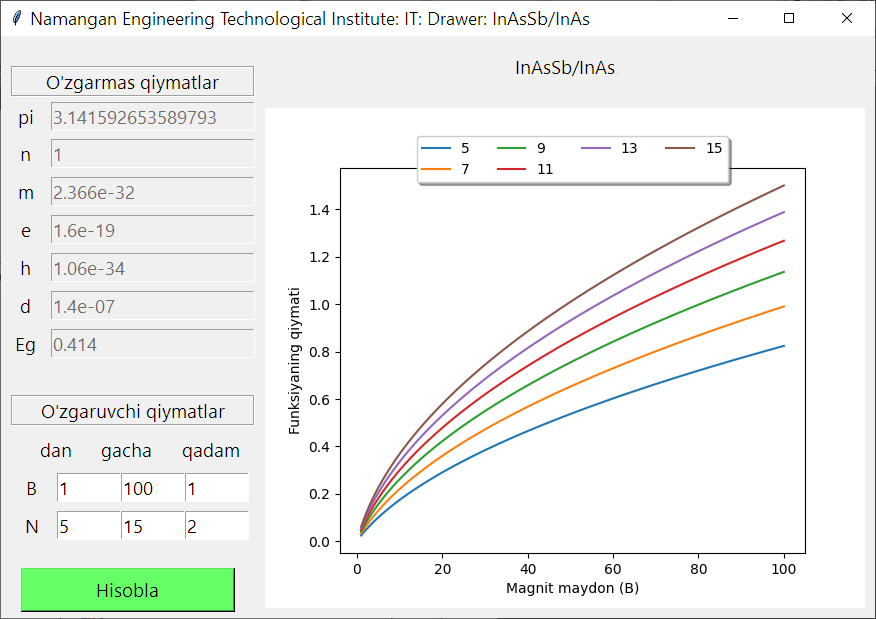 Namangan Engineering Technological Institute: IT: Drawer: InAsSb/InAs
O'zgarmas qiymatlar
pi 3.141592653589793
n 1
m 2.366e-32
e 1.6e-19
h 1.06e-34
d 1.4e-07
Eg 0.414
O'zgaruvchi qiymatlar
dan gacha qadam
B 1 100 1
N 5 15 2
Hisobla
InAsSb/InAs
5 9 13 15
7 11
1.4
1.2
1.0
0.8
0.6
0.4
0.2
0.0
Funksiyaning qiymati
0 20 40 60 80 100
Magnit maydon (B)